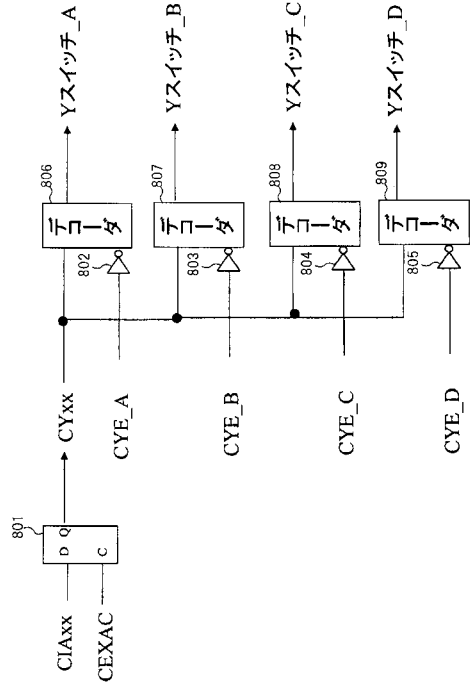 CIAxx
CEXAC
801
D Q
C
CYxx
CYE_A
802
806
デコーダ
Yスイッチ_A
CYE_B
803
807
デコーダ
Yスイッチ_B
CYE_C
804
808
デコーダ
Yスイッチ_C
CYE_D
805
809
デコーダ
Yスイッチ_D